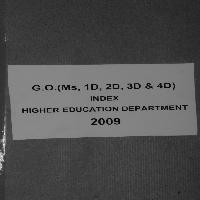 G.O.(Ms, 1D, 2D, 3D & 4D)
INDEX
HIGHER EDUCATION DEPARTMENT
2009